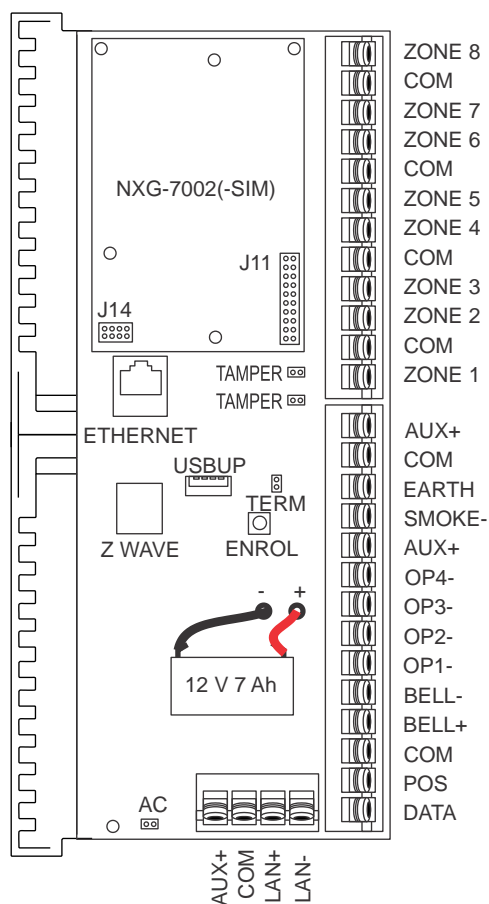 NXG-7002(-SIM)
J11
J14
TAMPER
TAMPER
ETHERNET
USBUP
TERM
Z WAVE
ENROL
- +
12 V 7 Ah
AC
ZONE 8
COM
ZONE 7
ZONE 6
COM
ZONE 5
ZONE 4
COM
ZONE 3
ZONE 2
COM
ZONE 1
AUX+
COM
EARTH
SMOKE-
AUX+
OP4-
OP3-
OP2-
OP1-
BELL-
BELL+
COM
POS
DATA
AUX+
COM
LAN+
LAN-